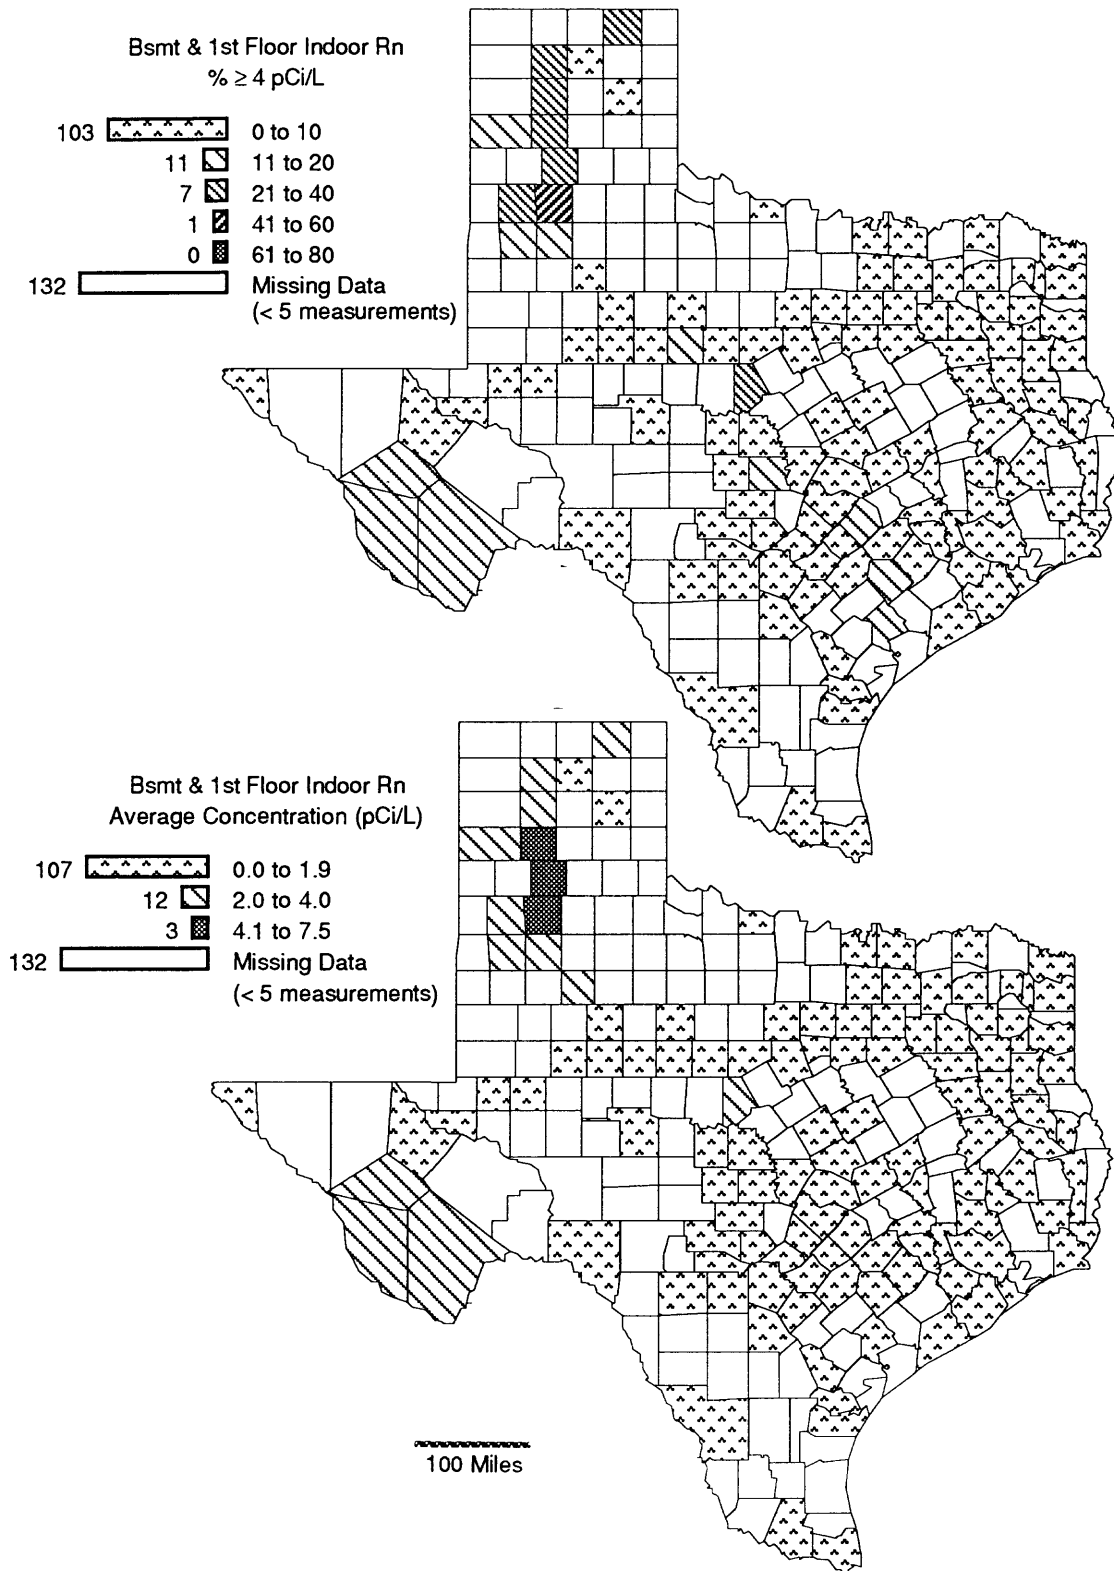 Bsmt & 1st Floor Indoor Rn
% ≥ 4 pCi/L
103 0 to 10
11 11 to 20
7 21 to 40
1 41 to 60
0 61 to 80
132 Missing Data
(< 5 measurements)
Bsmt & 1st Floor Indoor Rn
Average Concentration (pCi/L)
107 0.0 to 1.9
12 2.0 to 4.0
3 4.1 to 7.5
132 Missing Data
(< 5 measurements)
100 Miles